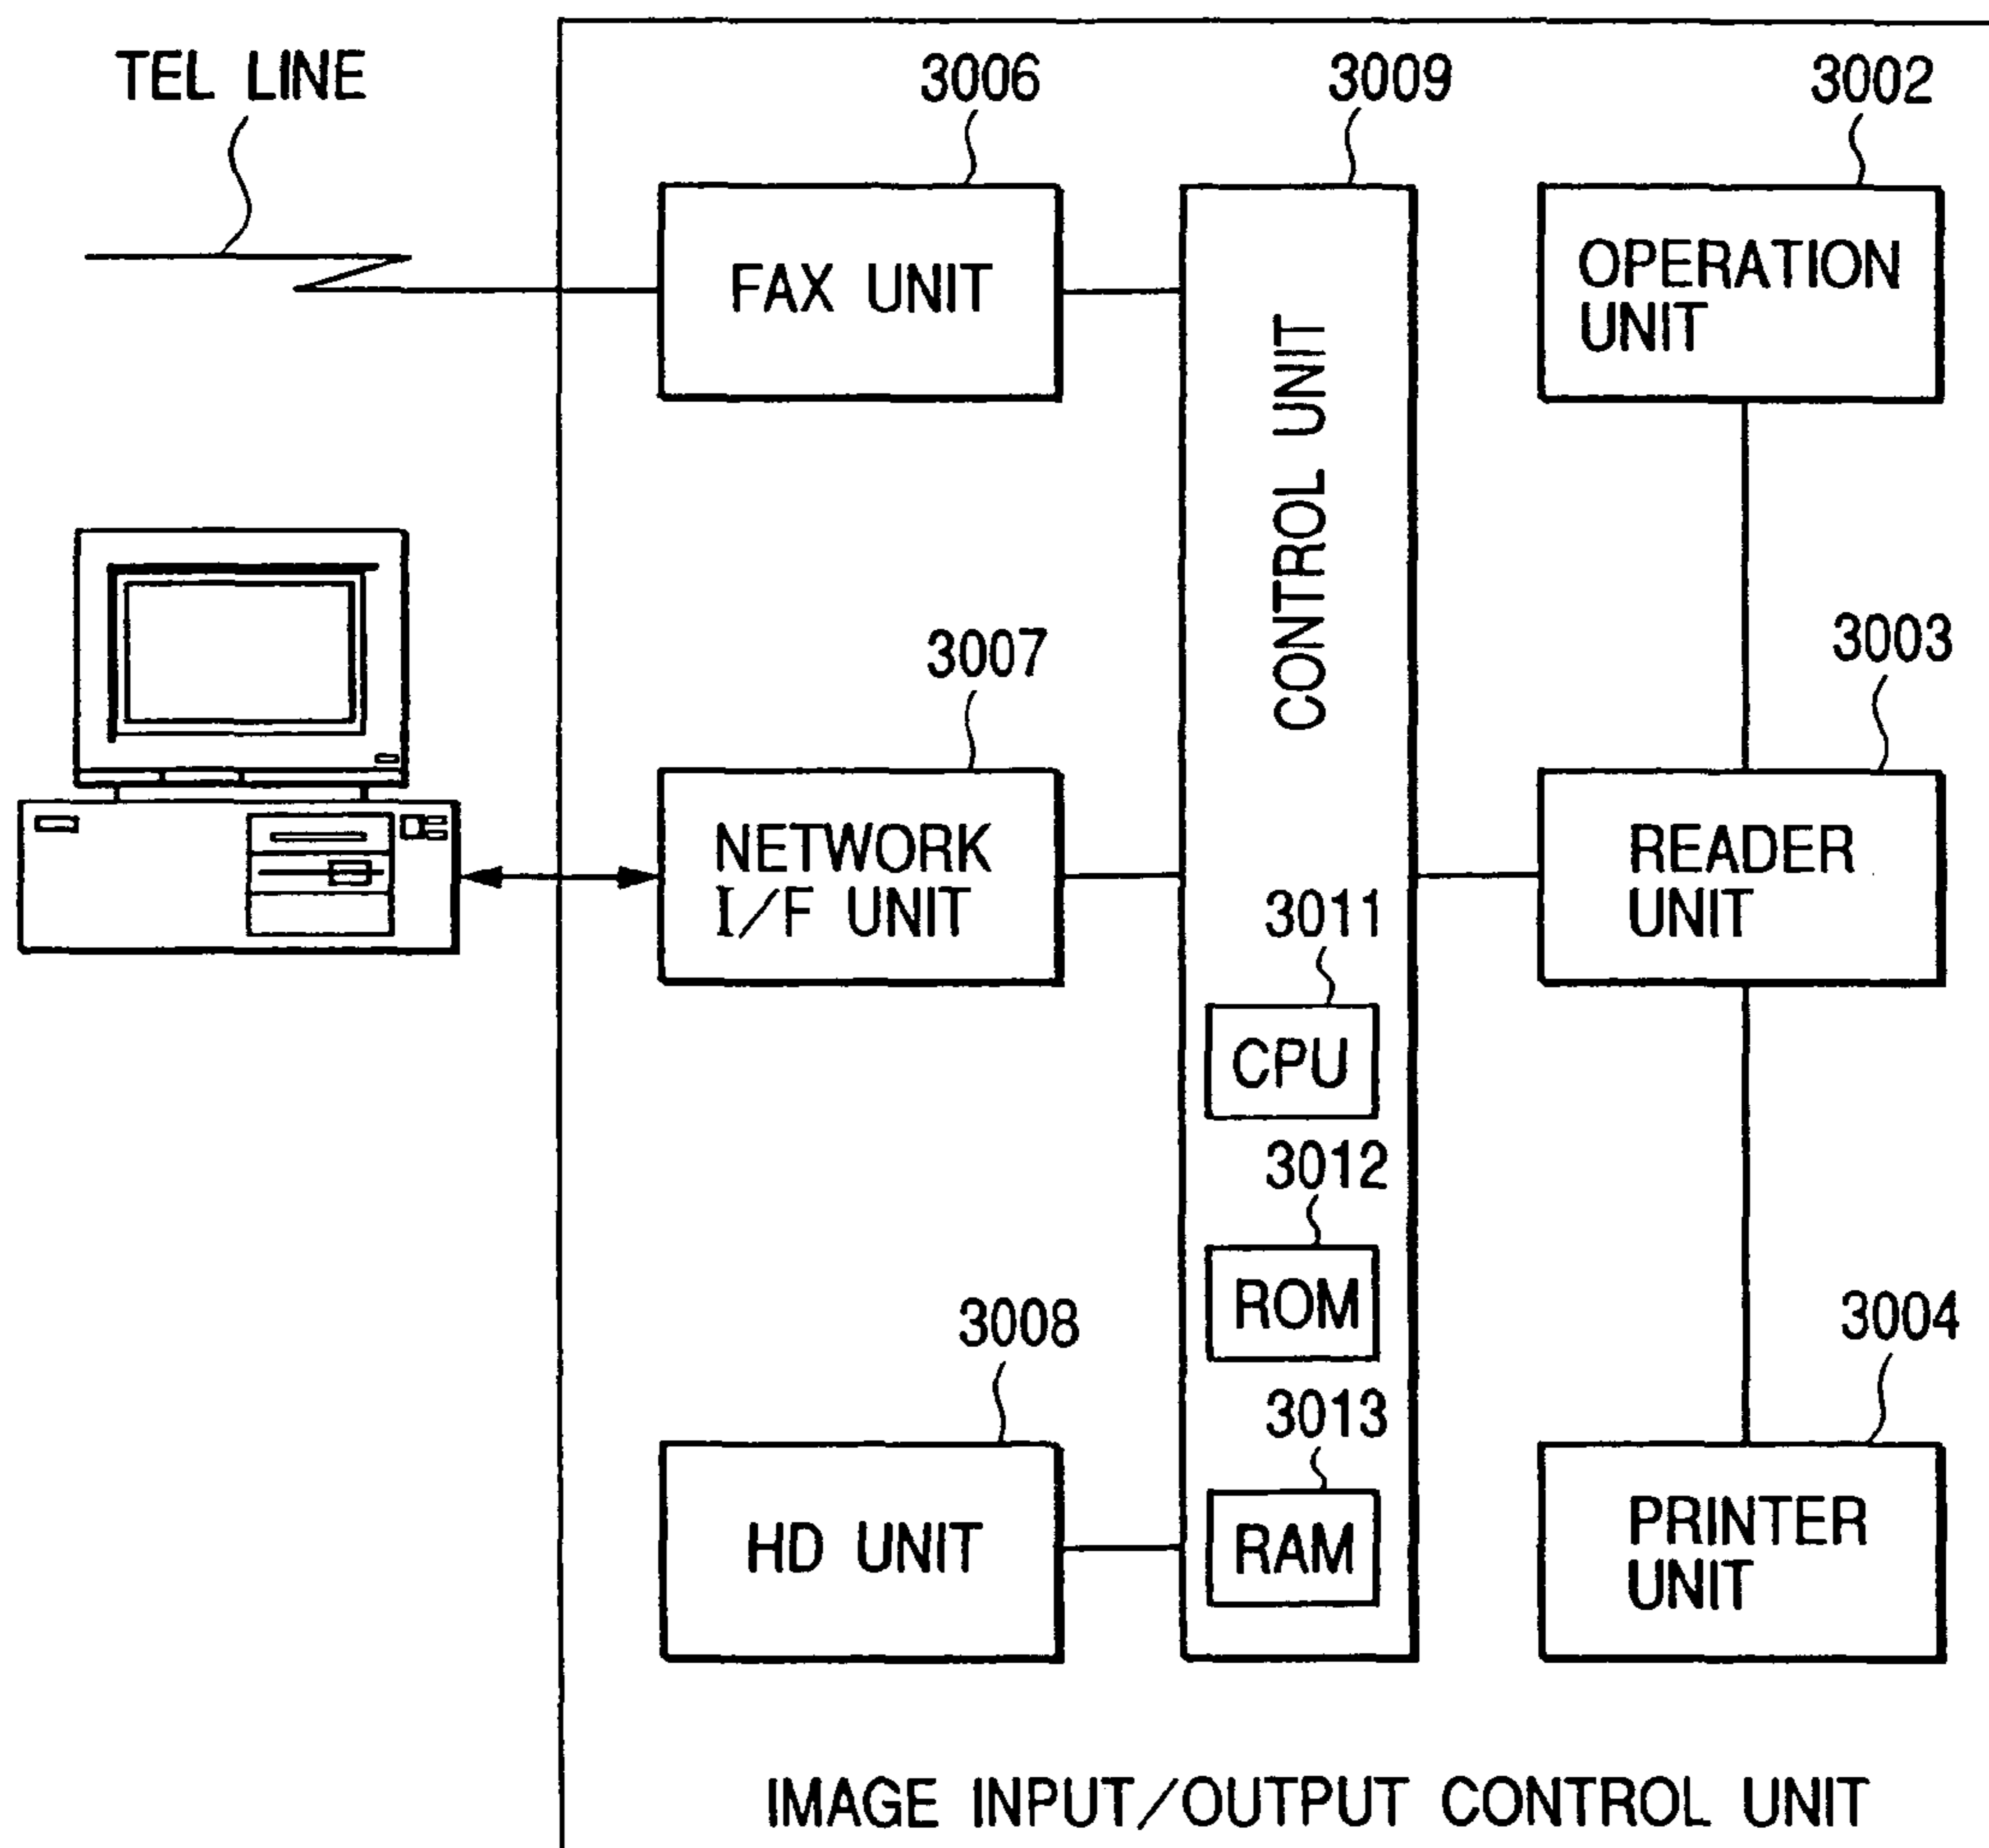 TEL LINE
3006
3009
3002
FAX UNIT
CONTROL UNIT
OPERATION
UNIT
3007
3003
NETWORK
I/F UNIT
READER
UNIT
3011
CPU
3012
ROM
3008
3004
3013
HD UNIT
RAM
PRINTER
UNIT
IMAGE INPUT/OUTPUT CONTROL UNIT